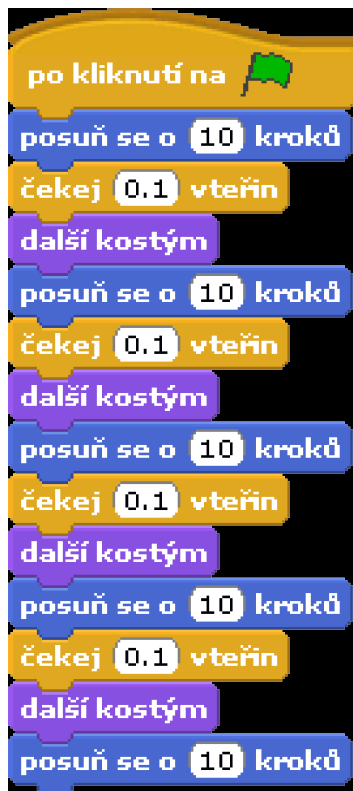 po kliknutí na
posuň se o 10 kroků
čekej 0.1 vteřin
další kostým
posuň se o 10 kroků
čekej 0.1 vteřin
další kostým
posuň se o 10 kroků
čekej 0.1 vteřin
další kostým
posuň se o 10 kroků
čekej 0.1 vteřin
další kostým
posuň se o 10 kroků